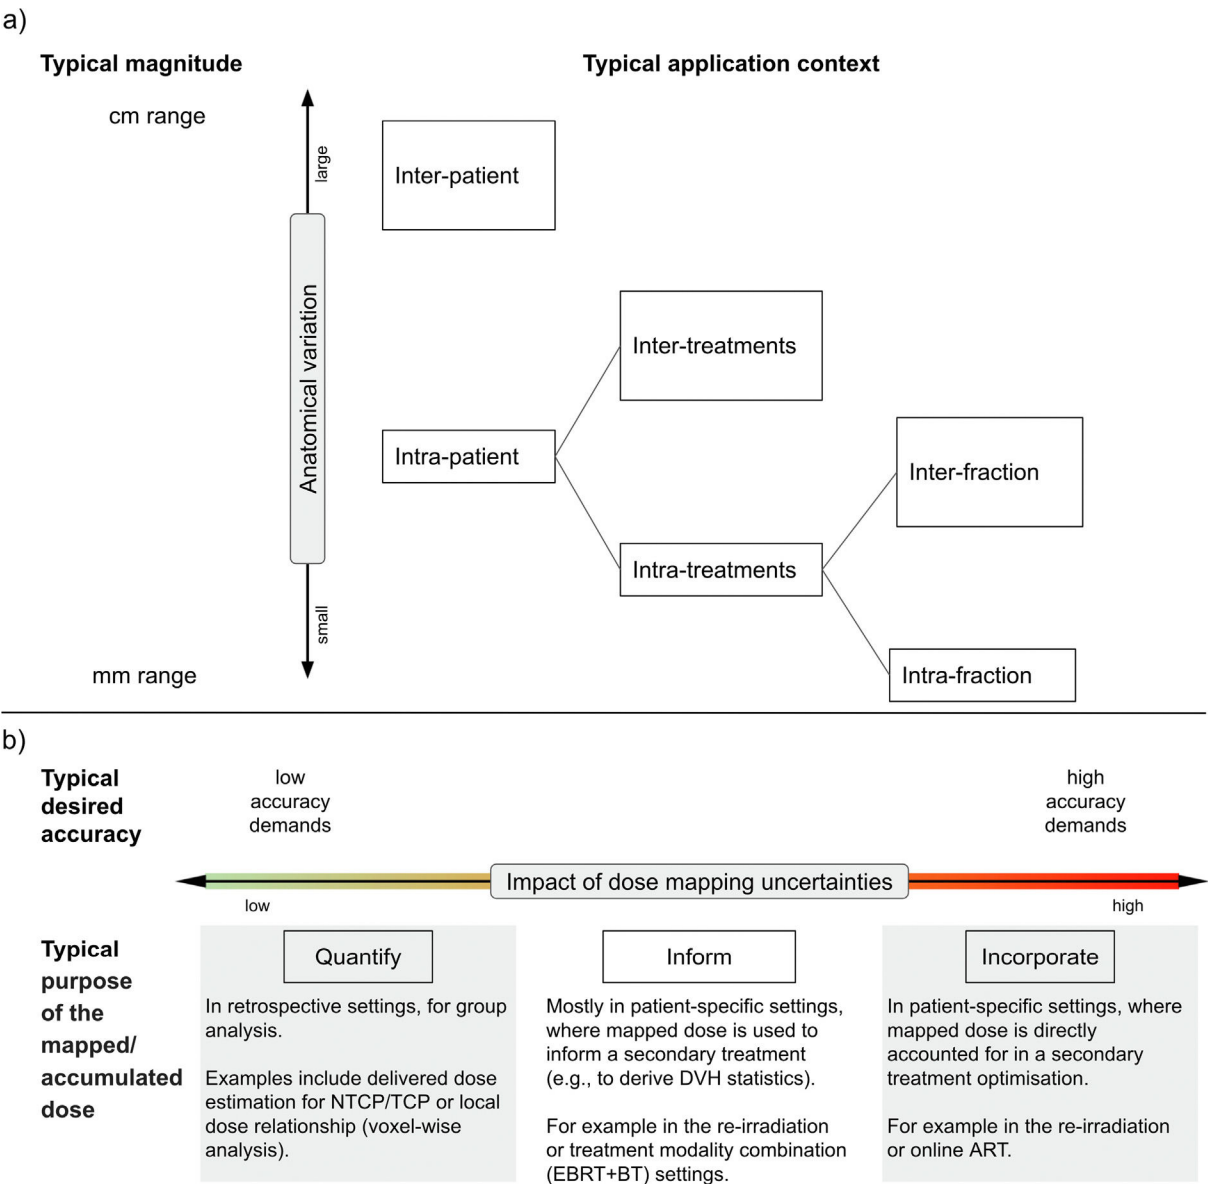 a)
Typical magnitude
Typical application context
cm range
large
Inter-patient
Anatomical variation
Inter-treatments
Intra-patient
Inter-fraction
Intra-treatments
small
mm range
Intra-fraction
b)
Typical
desired
accuracy
low
accuracy
demands
high
accuracy
demands
Impact of dose mapping uncertainties
low
high
Typical
purpose
of the
mapped/
accumulated
dose
Quantify
In retrospective settings, for group
analysis.
Examples include delivered dose
estimation for NTCP/TCP or local
dose relationship (voxel-wise
analysis).
Inform
Mostly in patient-specific settings,
where mapped dose is used to
inform a secondary treatment
(e.g., to derive DVH statistics).
For example in the re-irradiation
or treatment modality combination
(EBRT+BT) settings.
Incorporate
In patient-specific settings, where
mapped dose is directly
accounted for in a secondary
treatment optimisation.
For example in the re-irradiation
or online ART.